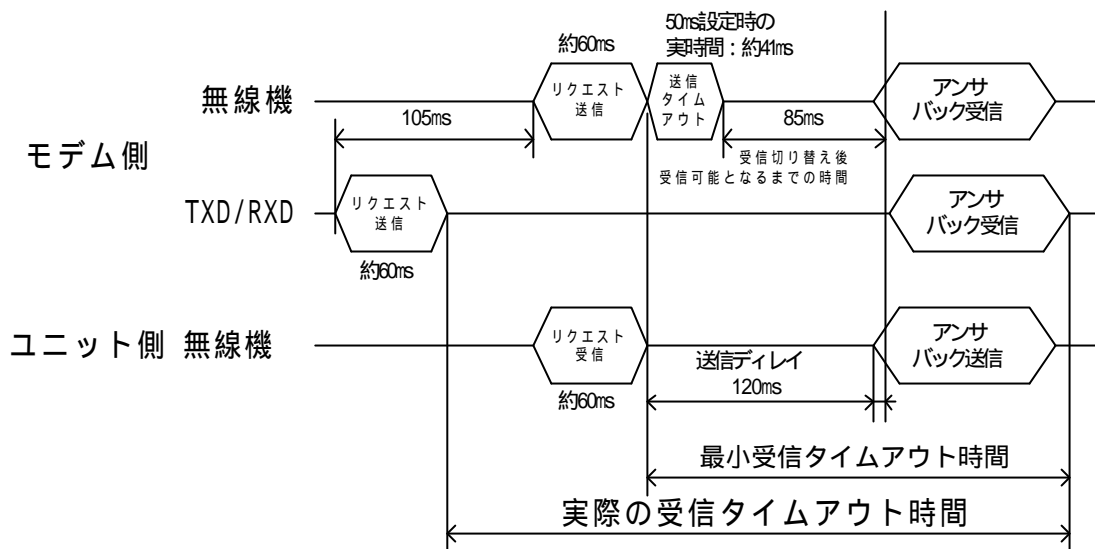 50ms設定時の
実時間：約41ms
約60ms
無線機
リクエスト
送信
送信
タイム
アウト
アンサ
バック受信
105ms
85ms
モデム側
受信切り替え後
受信可能となるまでの時間
TXD/RXD
リクエスト
送信
アンサ
バック受信
約60ms
ユニット側 無線機
リクエスト
受信
アンサ
バック送信
送信ディレイ
120ms
約60ms
最小受信タイムアウト時間
実際の受信タイムアウト時間